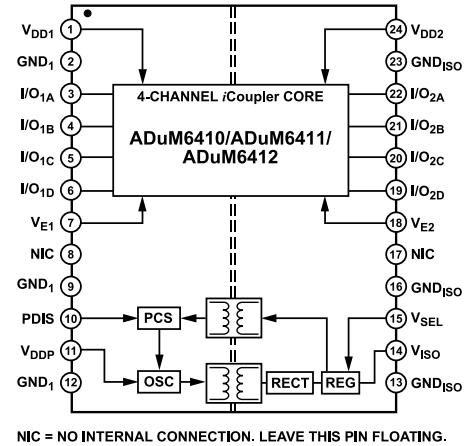 VDD1 1
GND1 2
I/O1A 3
I/O1B 4
I/O1C 5
I/O1D 6
VE1 7
NIC 8
GND1 9
PDIS 10
VDDP 11
GND1 12
4-CHANNEL iCoupler CORE
ADuM6410/ADuM6411/
ADuM6412
PCS
OSC
RECT
REG
24 VDD2
23 GNDISO
22 I/O2A
21 I/O2B
20 I/O2C
19 I/O2D
18 VE2
17 NIC
16 GNDISO
15 VSEL
14 VISO
13 GNDISO
NIC = NO INTERNAL CONNECTION. LEAVE THIS PIN FLOATING.